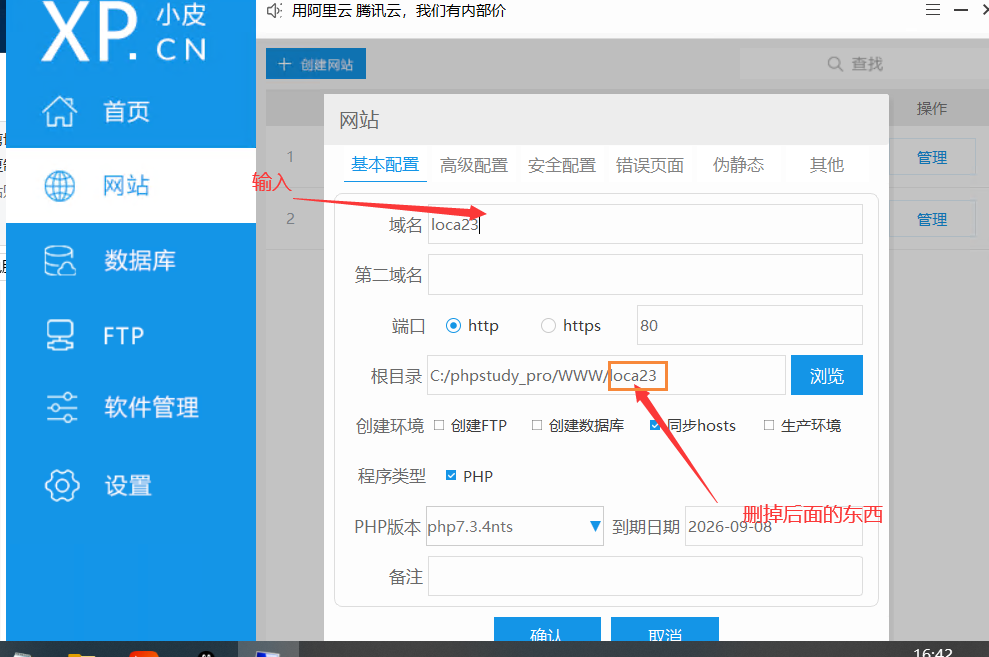 XP.小皮
CN
用阿里云 腾讯云，我们有内部价
首页
网站
数据库
FTP
软件管理
设置
创建网站
查找
操作
1
管理
2
管理
网站
基本配置 高级配置 安全配置 错误页面 伪静态 其他
输入
域名 loca23
第二域名
端口 http https 80
根目录 C:/phpstudy_pro/WWW/loca23 浏览
创建环境 创建FTP 创建数据库 同步hosts 生产环境
程序类型 PHP
删掉后面的东西
PHP版本 php7.3.4nts 到期日期 2026-09-08
备注
确认 取消
16:42